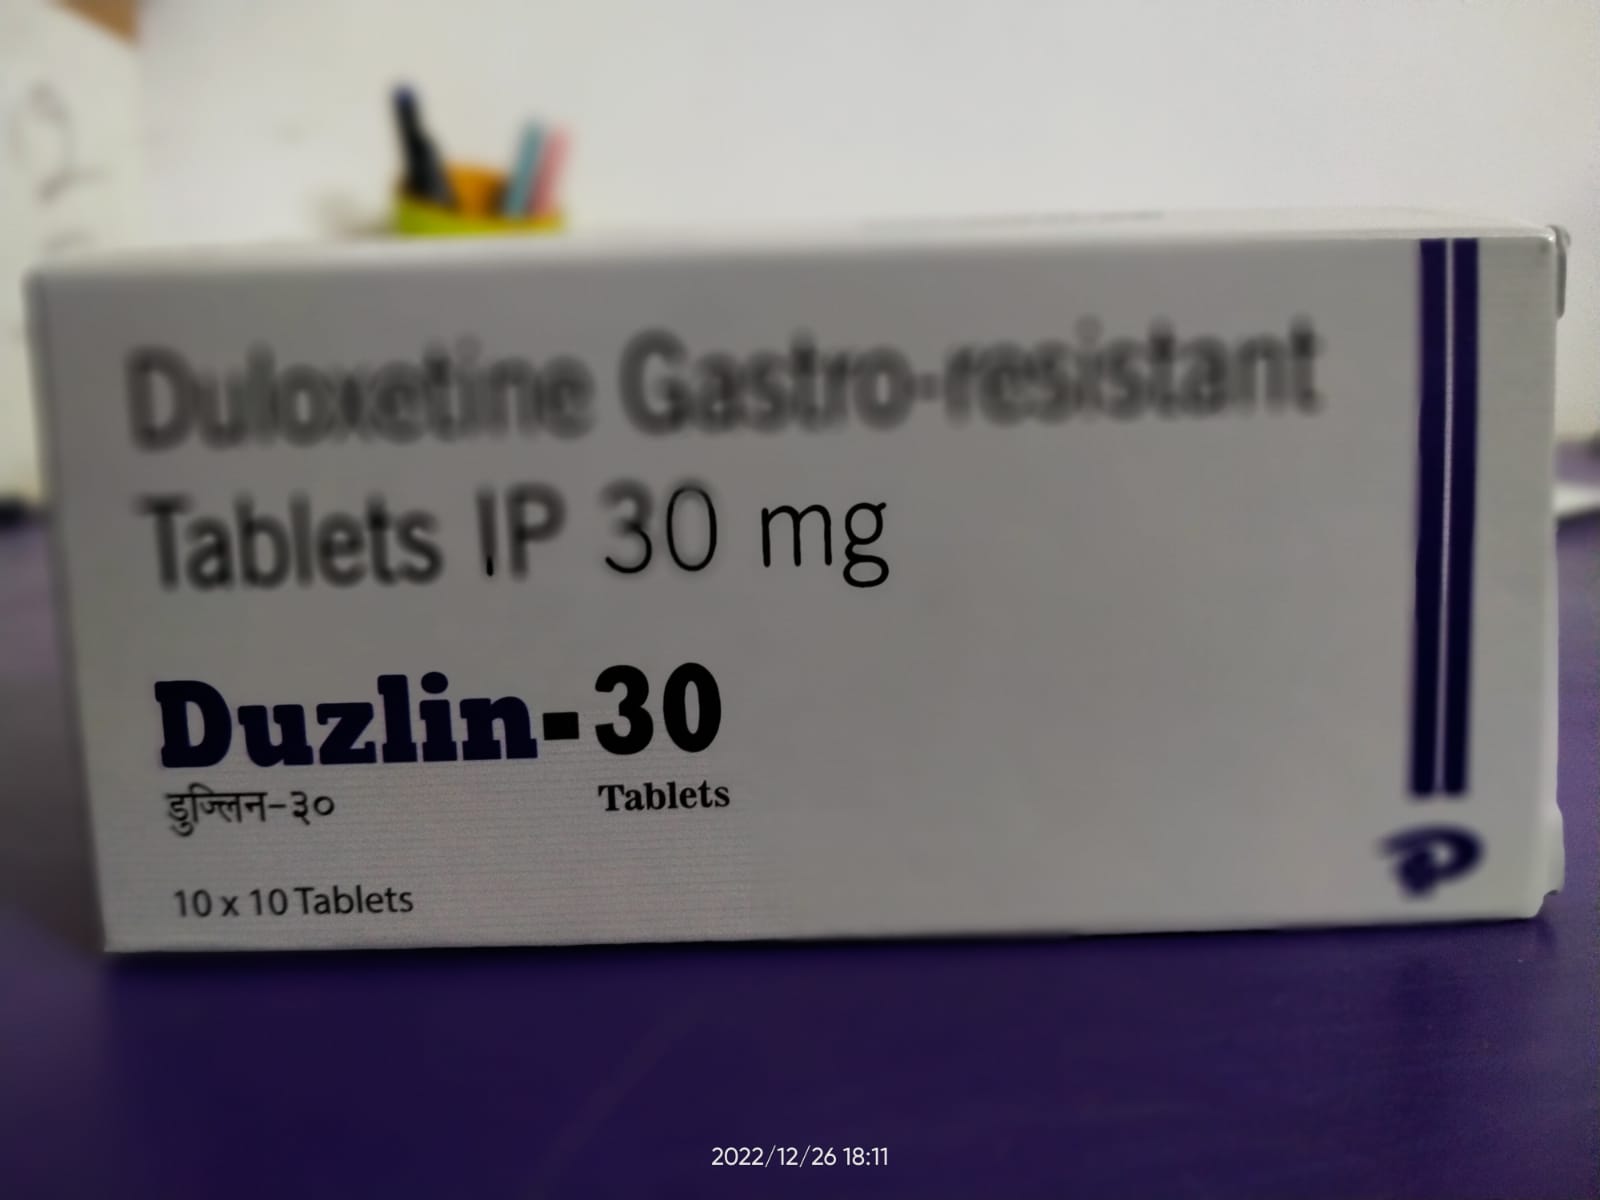 Duloxetine Gastro-resistant
Tablets IP 30 mg
Duzlin-30
डुज्लिन-३०
Tablets
10 x 10 Tablets
2022/12/26 18:11